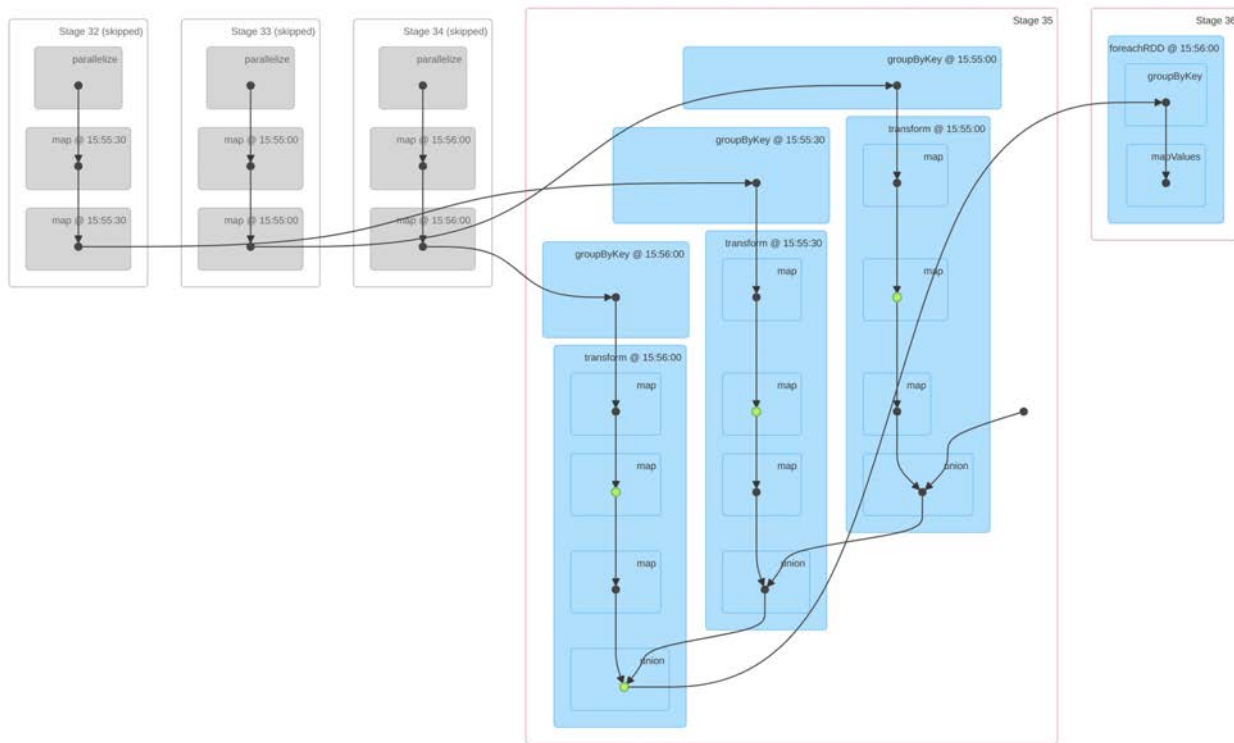 Stage 32 (skipped)
parallelize
map @ 15:55:30
map @ 15:55:30
Stage 33 (skipped)
parallelize
map @ 15:55:00
map @ 15:55:00
Stage 34 (skipped)
parallelize
map @ 15:56:00
map @ 15:56:00
Stage 35
groupByKey @ 15:56:00
transform @ 15:56:00
map
map
map
union
groupByKey @ 15:55:30
transform @ 15:55:30
map
map
map
union
groupByKey @ 15:55:00
transform @ 15:55:00
map
map
map
union
Stage 36
foreachRDD @ 15:56:00
groupByKey
mapValues